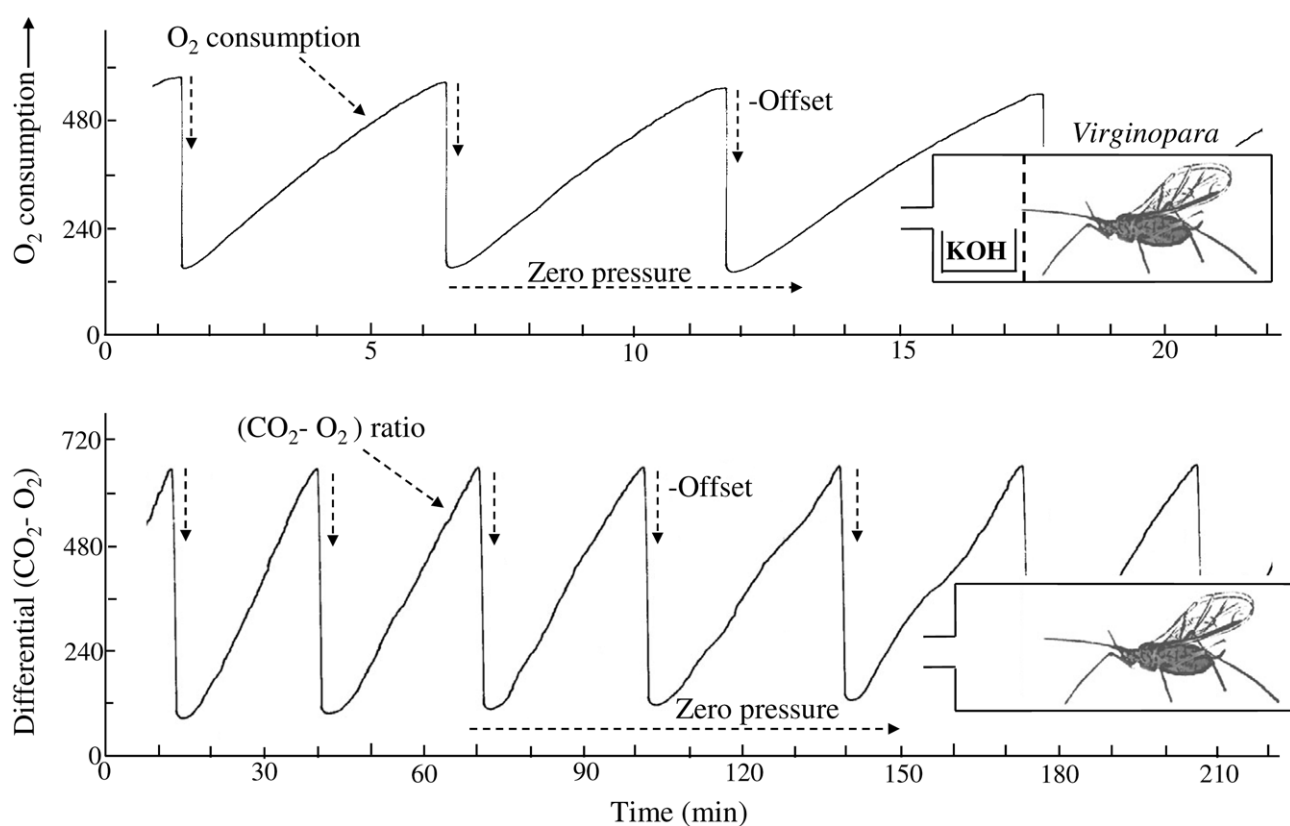 O₂ consumption
O₂ consumption
480
240
0
-Offset
Zero pressure
Virginopara
KOH
0 5 10 15 20
Differential (CO₂- O₂)
(CO₂- O₂ ) ratio
720
480
240
0
-Offset
Zero pressure
0 30 60 90 120 150 180 210
Time (min)